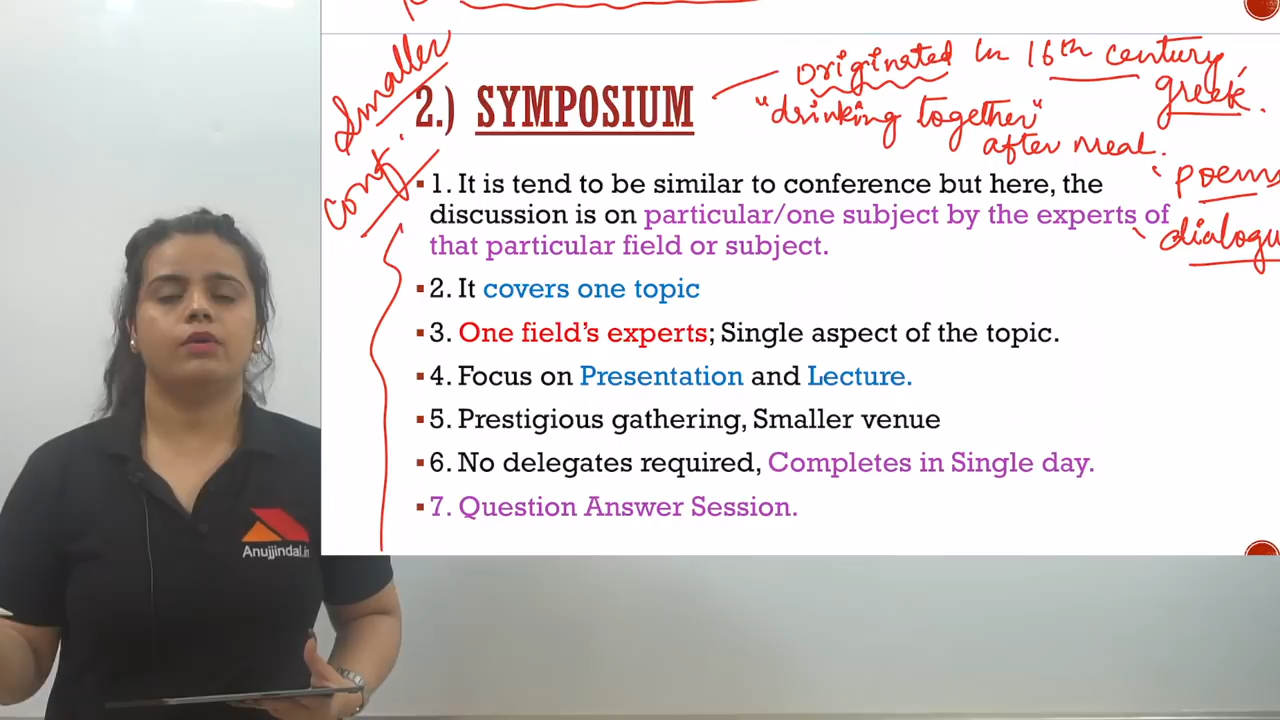 Smaller
Conf.
2.) SYMPOSIUM
originated in 16th century,
greek.
"drinking together"
after meal.
poems
▪ 1. It is tend to be similar to conference but here, the
discussion is on particular/one subject by the experts of
that particular field or subject.
dialogu
▪ 2. It covers one topic
▪ 3. One field's experts; Single aspect of the topic.
▪ 4. Focus on Presentation and Lecture.
▪ 5. Prestigious gathering, Smaller venue
▪ 6. No delegates required, Completes in Single day.
▪ 7. Question Answer Session.
Anujjindal.in